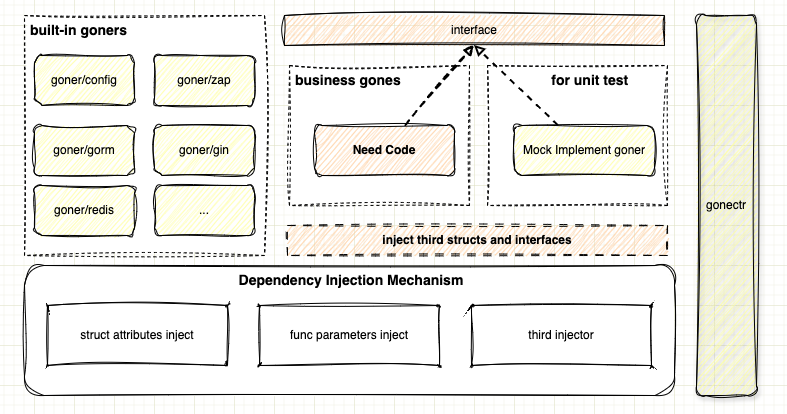 built-in goners
goner/config
goner/zap
goner/gorm
goner/gin
goner/redis
...
interface
business gones
for unit test
Need Code
Mock Implement goner
inject third structs and interfaces
Dependency Injection Mechanism
struct attributes inject
func parameters inject
third injector
gonectr